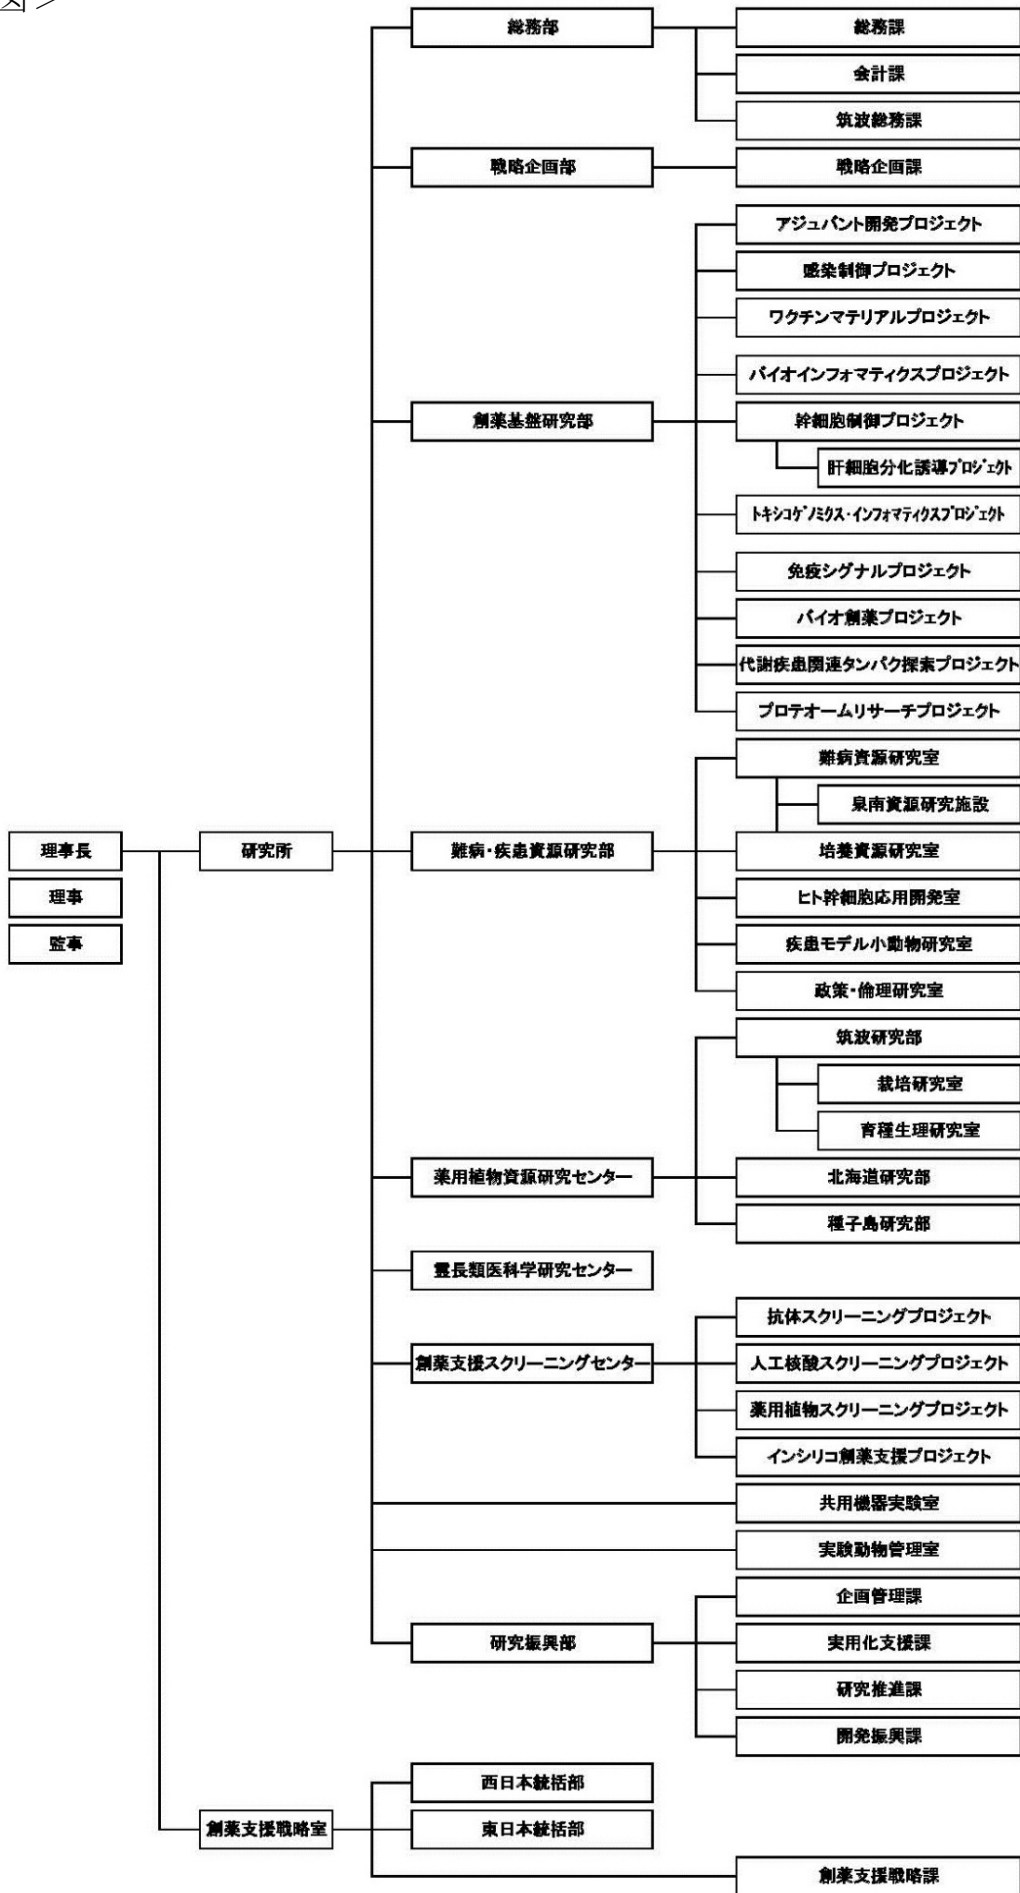 図>
総務部
総務課
会計課
筑波総務課
戦略企画部
戦略企画課
アジュバント開発プロジェクト
感染制御プロジェクト
ワクチンマテリアルプロジェクト
バイオインフォマティクスプロジェクト
創薬基盤研究部
幹細胞制御プロジェクト
肝細胞分化誘導プロジェクト
トキシコゲノミクス・インフォマティクスプロジェクト
免疫シグナルプロジェクト
バイオ創薬プロジェクト
代謝疾患関連タンパク探索プロジェクト
プロテオームリサーチプロジェクト
難病資源研究室
泉南資源研究施設
理事長
研究所
難病・疾患資源研究部
培養資源研究室
理事
ヒト幹細胞応用開発室
監事
疾患モデル小動物研究室
政策・倫理研究室
筑波研究部
栽培研究室
育種生理研究室
薬用植物資源研究センター
北海道研究部
種子島研究部
霊長類医科学研究センター
抗体スクリーニングプロジェクト
創薬支援スクリーニングセンター
人工核酸スクリーニングプロジェクト
薬用植物スクリーニングプロジェクト
インシリコ創薬支援プロジェクト
共用機器実験室
実験動物管理室
企画管理課
研究振興部
実用化支援課
研究推進課
開発振興課
西日本統括部
創薬支援戦略室
東日本統括部
創薬支援戦略課